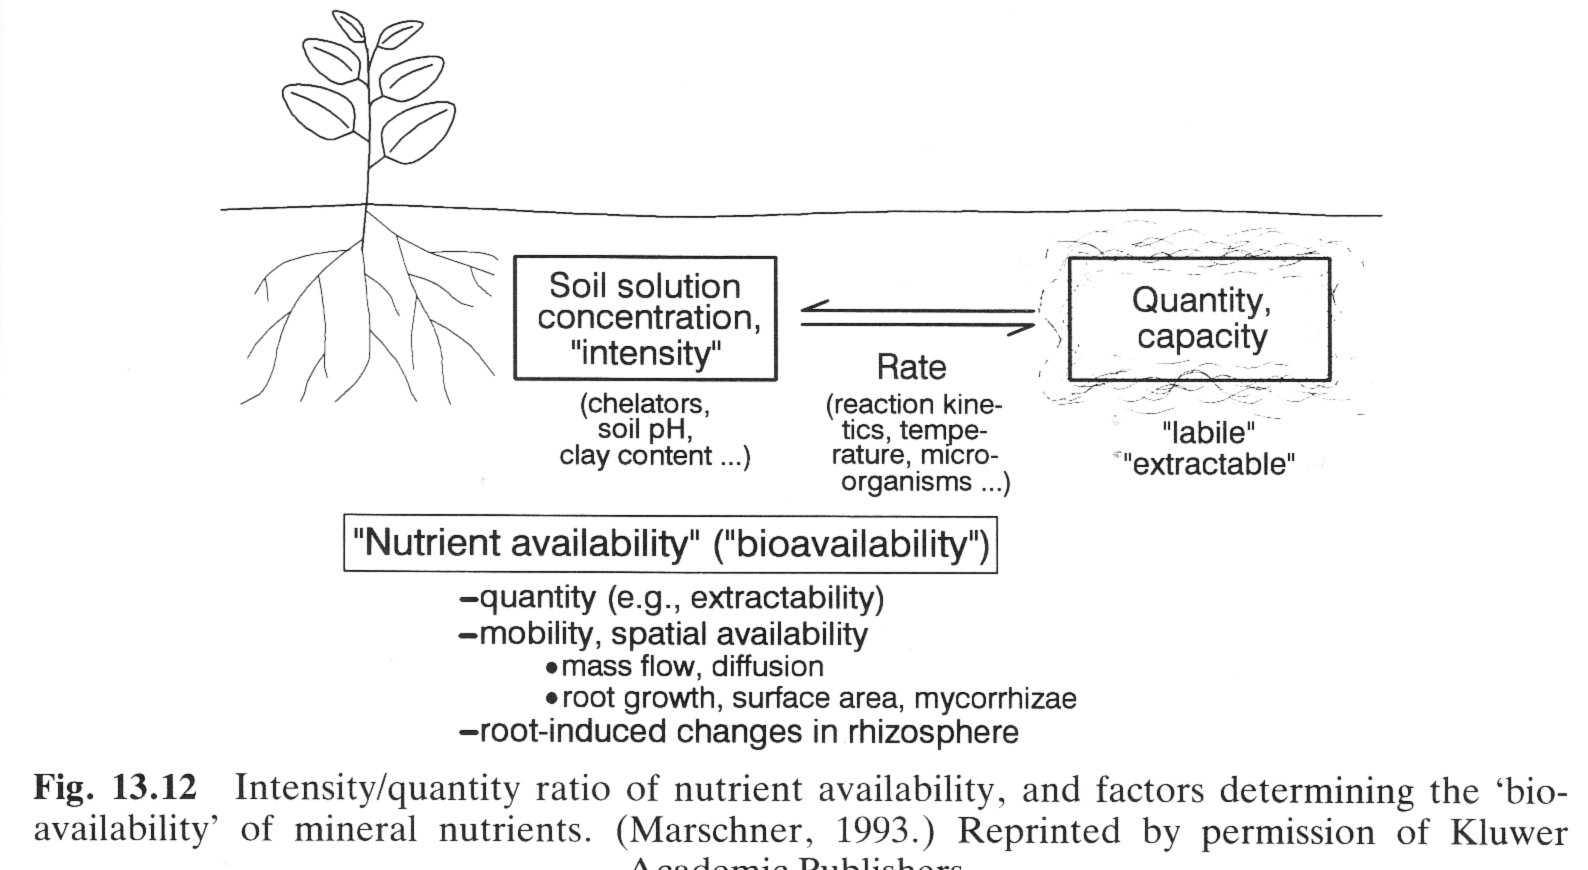 Soil solution
concentration,
"intensity"
(chelators,
soil pH,
clay content ...)
Rate
(reaction kine-
tics, tempe-
rature, micro-
organisms ...)
Quantity,
capacity
"labile"
"extractable"
"Nutrient availability" ("bioavailability")
–quantity (e.g., extractability)
–mobility, spatial availability
•mass flow, diffusion
•root growth, surface area, mycorrhizae
–root-induced changes in rhizosphere
Fig. 13.12 Intensity/quantity ratio of nutrient availability, and factors determining the ‘bio-
availability’ of mineral nutrients. (Marschner, 1993.) Reprinted by permission of Kluwer
Academic Publishers